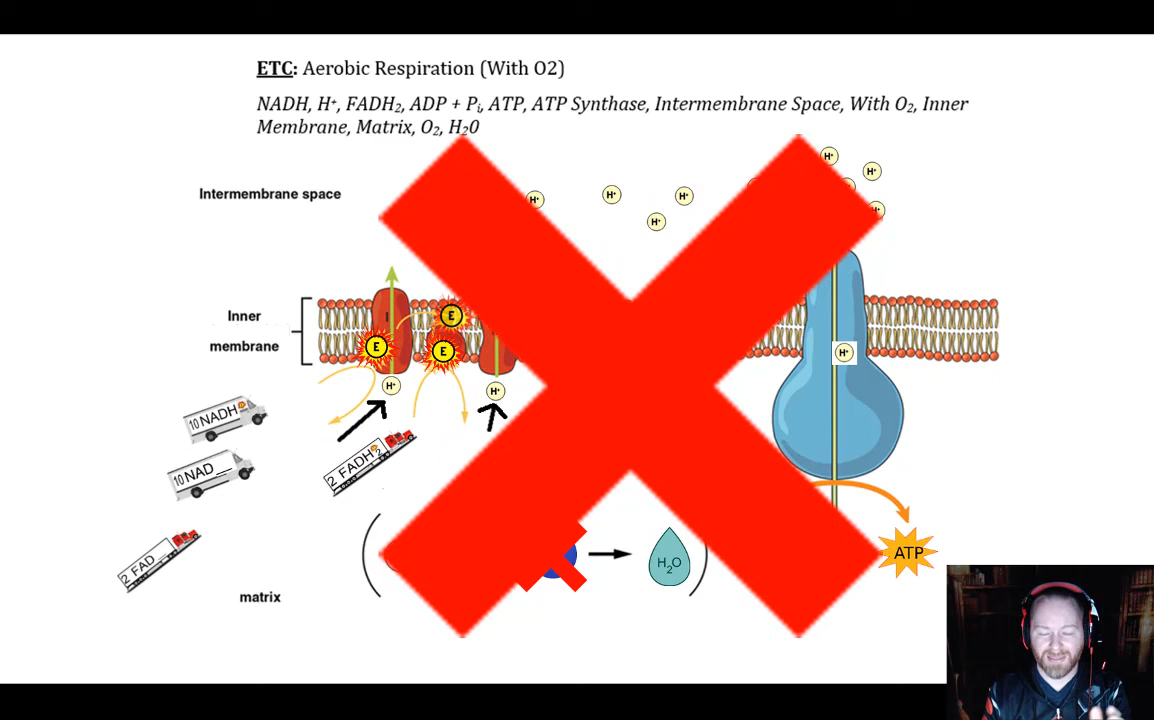 ETC: Aerobic Respiration (With O2)
NADH, H⁺, FADH₂, ADP + Pᵢ, ATP, ATP Synthase, Intermembrane Space, With O₂, Inner
Membrane, Matrix, O₂, H₂0
H⁺
H⁺
Intermembrane space
H⁺
H⁺
H⁺
H⁺
H⁺
Inner
membrane
I
E
E
E
H⁺
H⁺
H⁺
10 NADH
10 NAD _
2 FADH₂
2 FAD _
H₂O
ATP
matrix